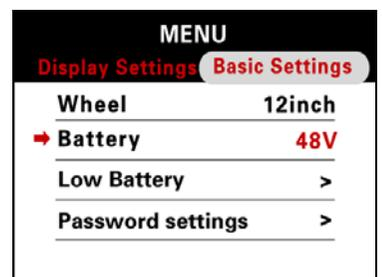 MENU
Display Settings Basic Settings
Wheel 12inch
➡ Battery 48V
Low Battery >
Password settings >